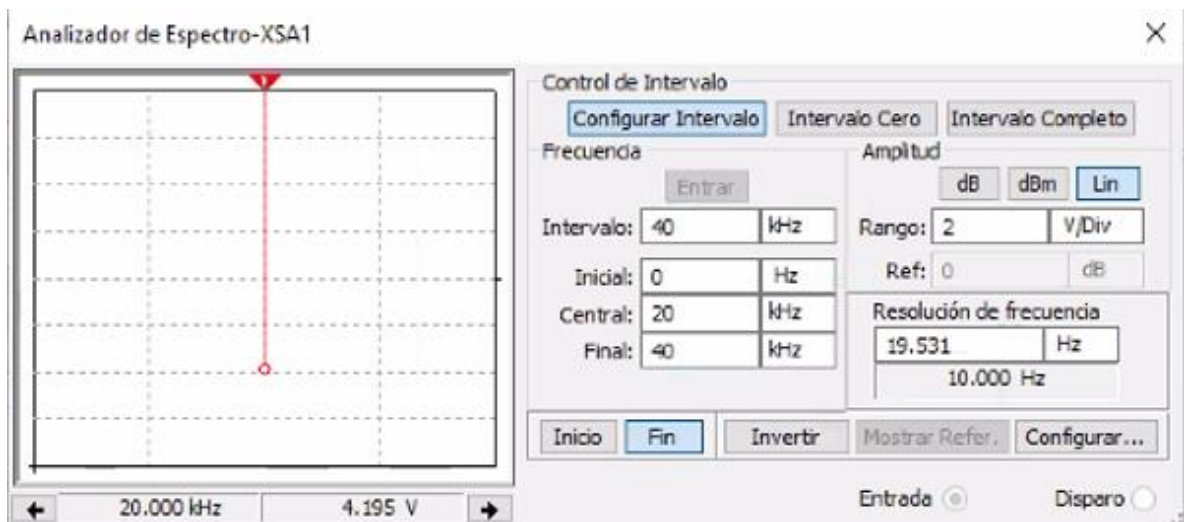 Analizador de Espectro-XSA1
Control de Intervalo
Configurar Intervalo Intervalo Cero Intervalo Completo
Frecuencia
Entrar
Intervalo: 40 kHz
Inicial: 0 Hz
Central: 20 kHz
Final: 40 kHz
Amplitud
dB dBm Lin
Rango: 2 V/Div
Ref: 0 dB
Resolución de frecuencia
19.531 Hz
10.000 Hz
Inicio Fin Invertir Mostrar Refer. Configurar...
20.000 kHz 4.195 V
Entrada Disparo